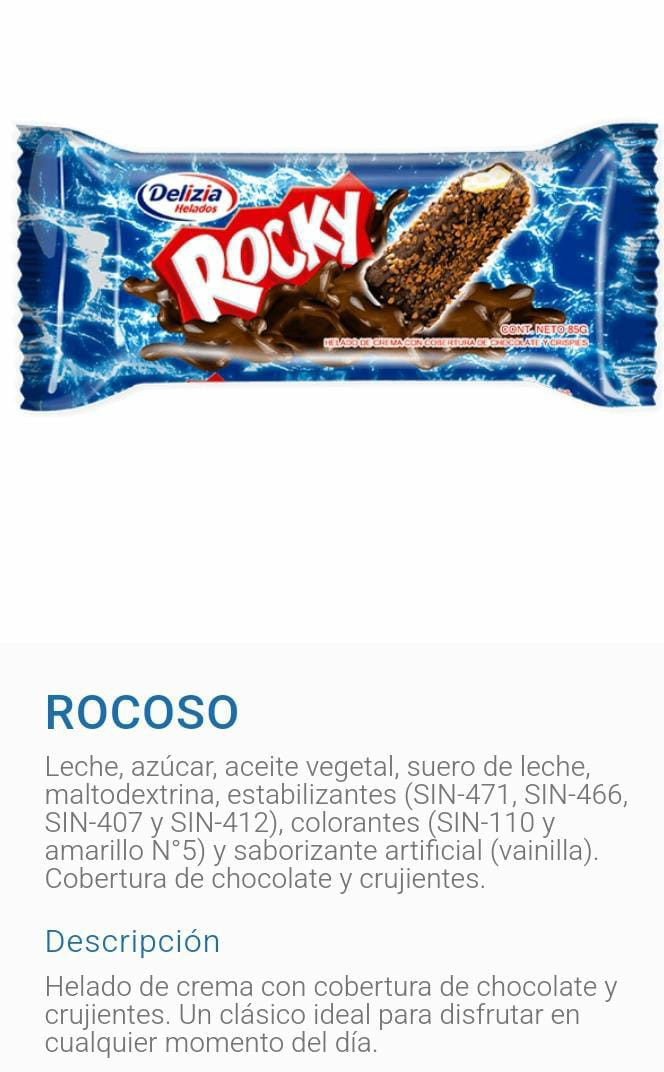 Delizia
Helados
ROCKY
CONT. NETO 85G
HELADO DE CREMA CON COBERTURA DE CHOCOLATE Y CRISPIES
ROCOSO
Leche, azúcar, aceite vegetal, suero de leche,
maltodextrina, estabilizantes (SIN-471, SIN-466,
SIN-407 y SIN-412), colorantes (SIN-110 y
amarillo N°5) y saborizante artificial (vainilla).
Cobertura de chocolate y crujientes.
Descripción
Helado de crema con cobertura de chocolate y
crujientes. Un clásico ideal para disfrutar en
cualquier momento del día.